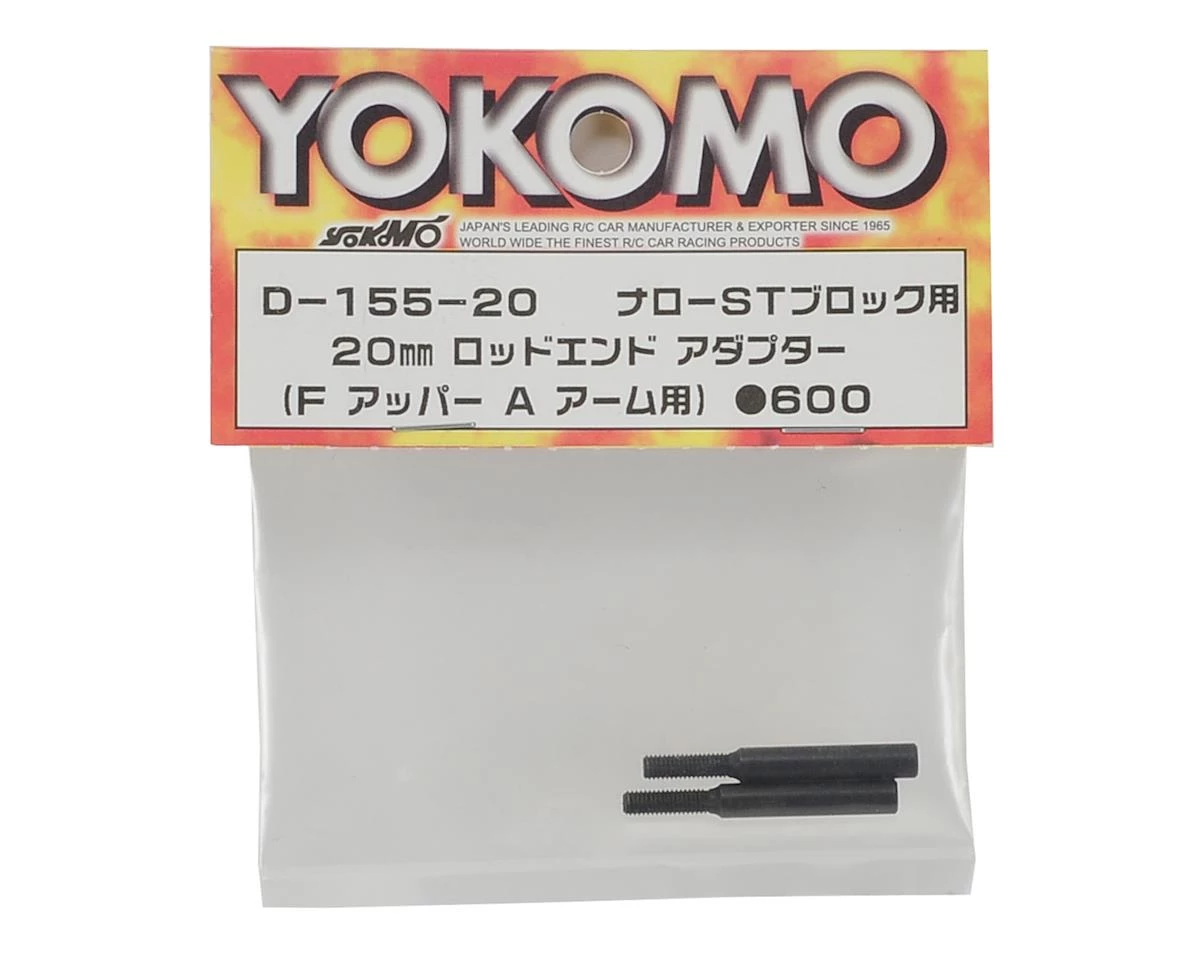 YOKOMO
YOKOMO
JAPAN'S LEADING R/C CAR MANUFACTURER & EXPORTER SINCE 1965
WORLD WIDE THE FINEST R/C CAR RACING PRODUCTS
D-155-20 ナローSTブロック用
20㎜ ロッドエンド アダプター
(F アッパー A アーム用) ●600